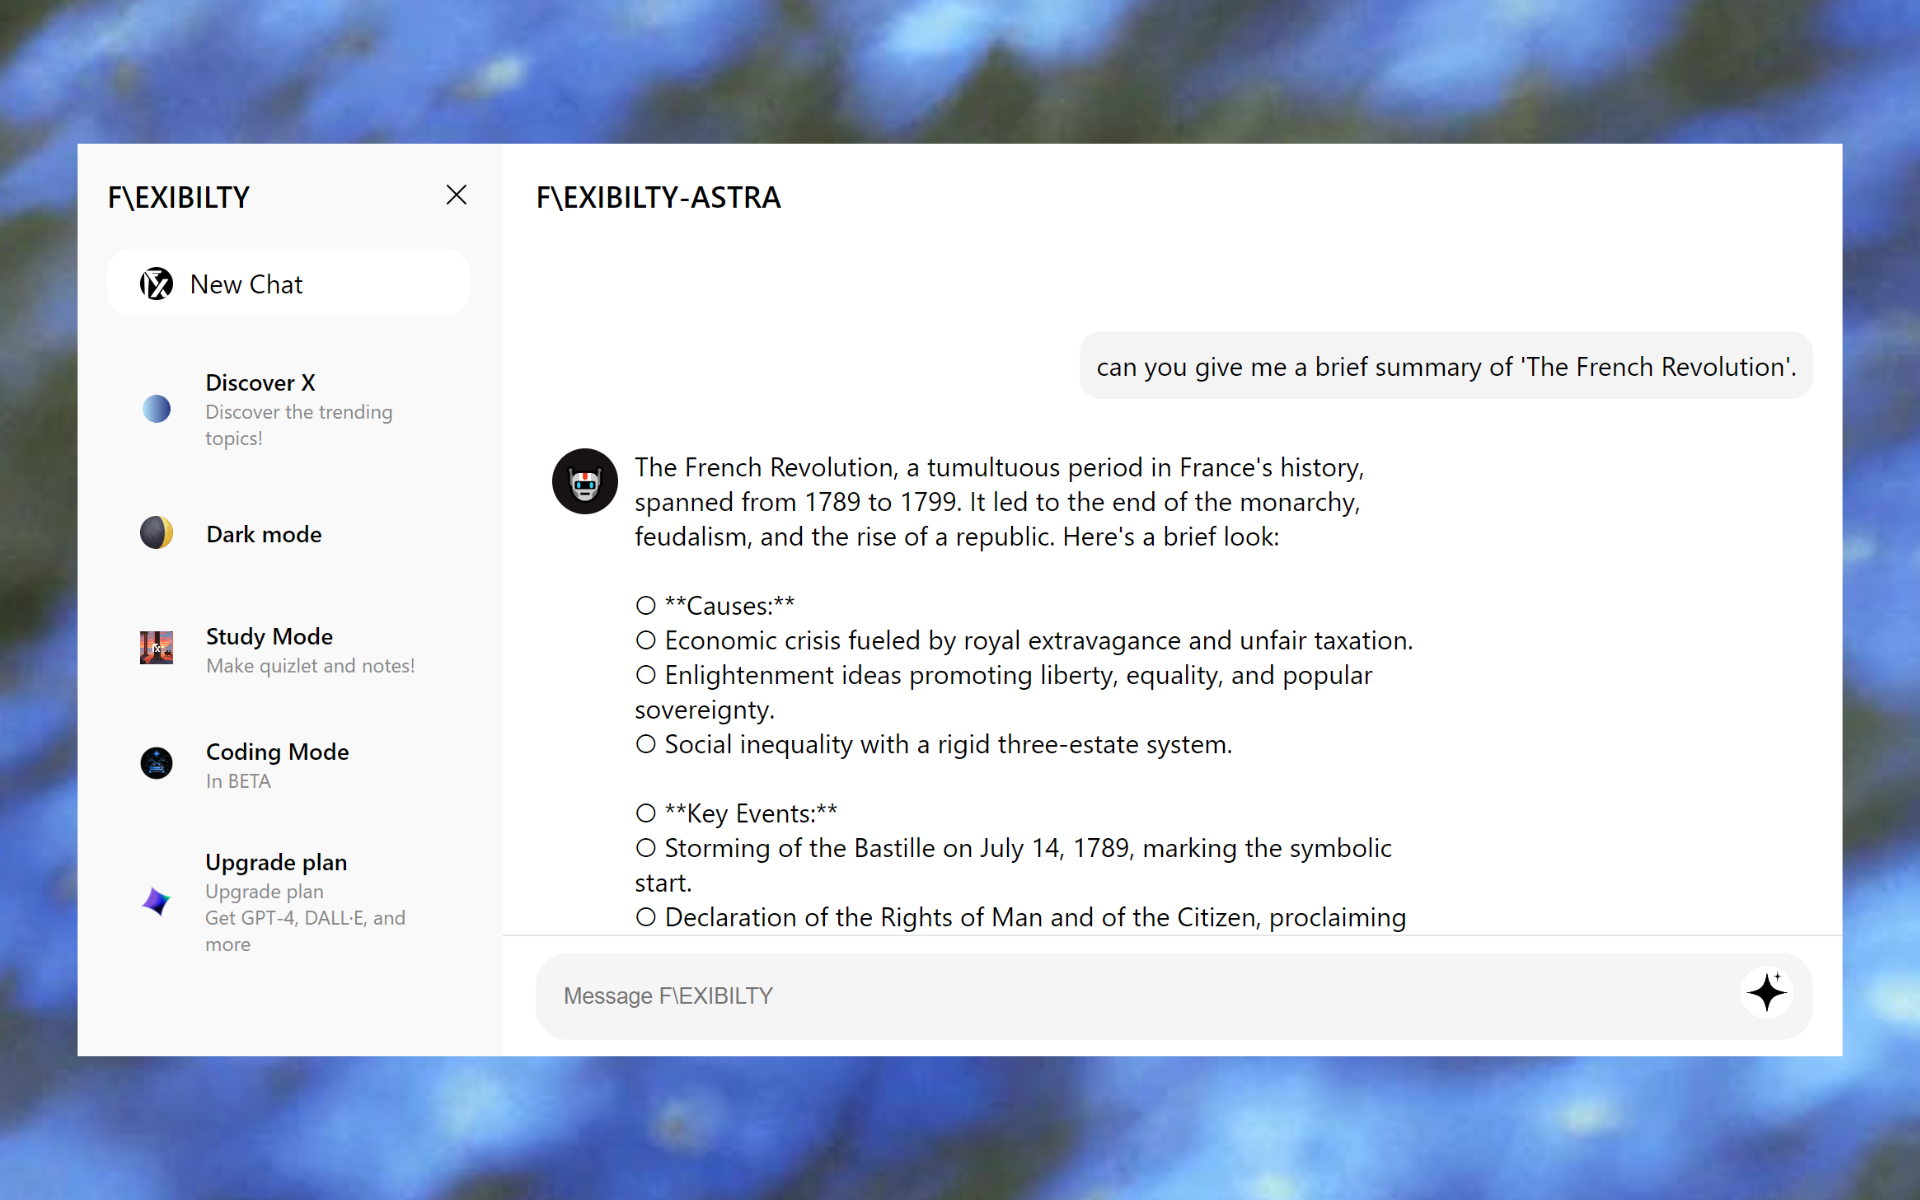 F\EXIBILTY
New Chat
Discover X
Discover the trending
topics!
Dark mode
Study Mode
Make quizlet and notes!
Coding Mode
In BETA
Upgrade plan
Upgrade plan
Get GPT-4, DALL·E, and
more
F\EXIBILTY-ASTRA
can you give me a brief summary of 'The French Revolution'.
The French Revolution, a tumultuous period in France's history,
spanned from 1789 to 1799. It led to the end of the monarchy,
feudalism, and the rise of a republic. Here's a brief look:
○ **Causes:**
○ Economic crisis fueled by royal extravagance and unfair taxation.
○ Enlightenment ideas promoting liberty, equality, and popular
sovereignty.
○ Social inequality with a rigid three-estate system.
○ **Key Events:**
○ Storming of the Bastille on July 14, 1789, marking the symbolic
start.
○ Declaration of the Rights of Man and of the Citizen, proclaiming
Message F\EXIBILTY